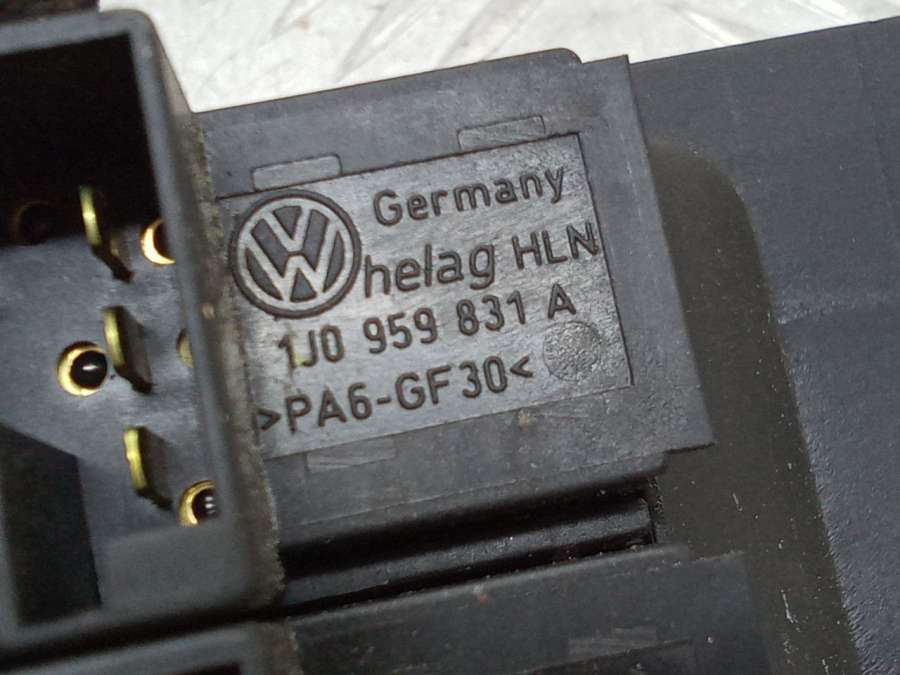 Germany
helag HLN
1J0 959 831 A
>PA6-GF30<